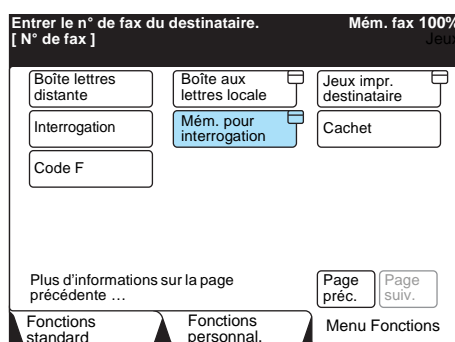 Entrer le n° de fax du destinataire. Mém. fax 100%
[ N° de fax ] Jeu
Boîte lettres
distante
Boîte aux
lettres locale
Jeux impr.
destinataire
Interrogation
Mém. pour
interrogation
Cachet
Code F
Plus d'informations sur la page
précédente …
Page
préc.
Page
suiv.
Fonctions
standard
Fonctions
personnal.
Menu Fonctions